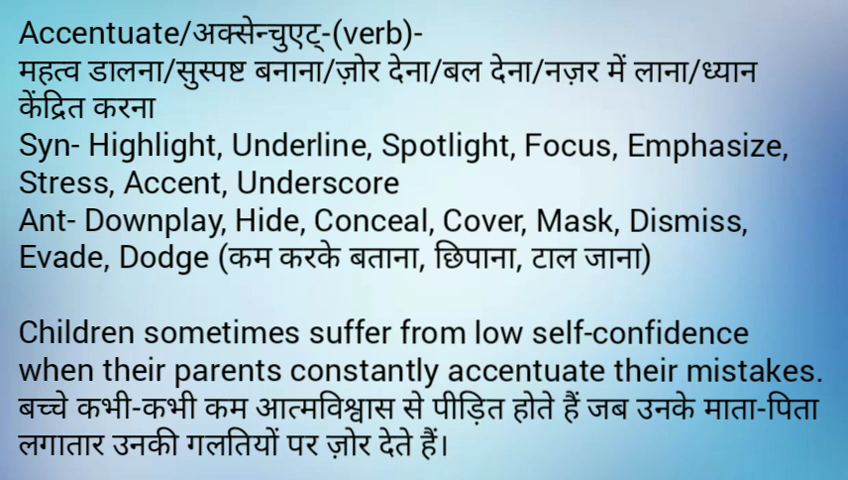 Accentuate/अक्सेन्चुएट्-(verb)-
महत्व डालना/सुस्पष्ट बनाना/ज़ोर देना/बल देना/नज़र में लाना/ध्यान
केंद्रित करना
Syn- Highlight, Underline, Spotlight, Focus, Emphasize,
Stress, Accent, Underscore
Ant- Downplay, Hide, Conceal, Cover, Mask, Dismiss,
Evade, Dodge (कम करके बताना, छिपाना, टाल जाना)
Children sometimes suffer from low self-confidence
when their parents constantly accentuate their mistakes.
बच्चे कभी-कभी कम आत्मविश्वास से पीड़ित होते हैं जब उनके माता-पिता
लगातार उनकी गलतियों पर ज़ोर देते हैं।